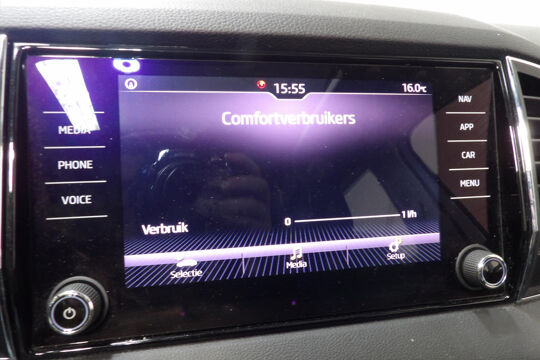 15:55
16.0°C
Comfortverbruikers
MEDIA
PHONE
VOICE
NAV
APP
CAR
MENU
Verbruik
0
1 l/h
Selectie
Media
Setup